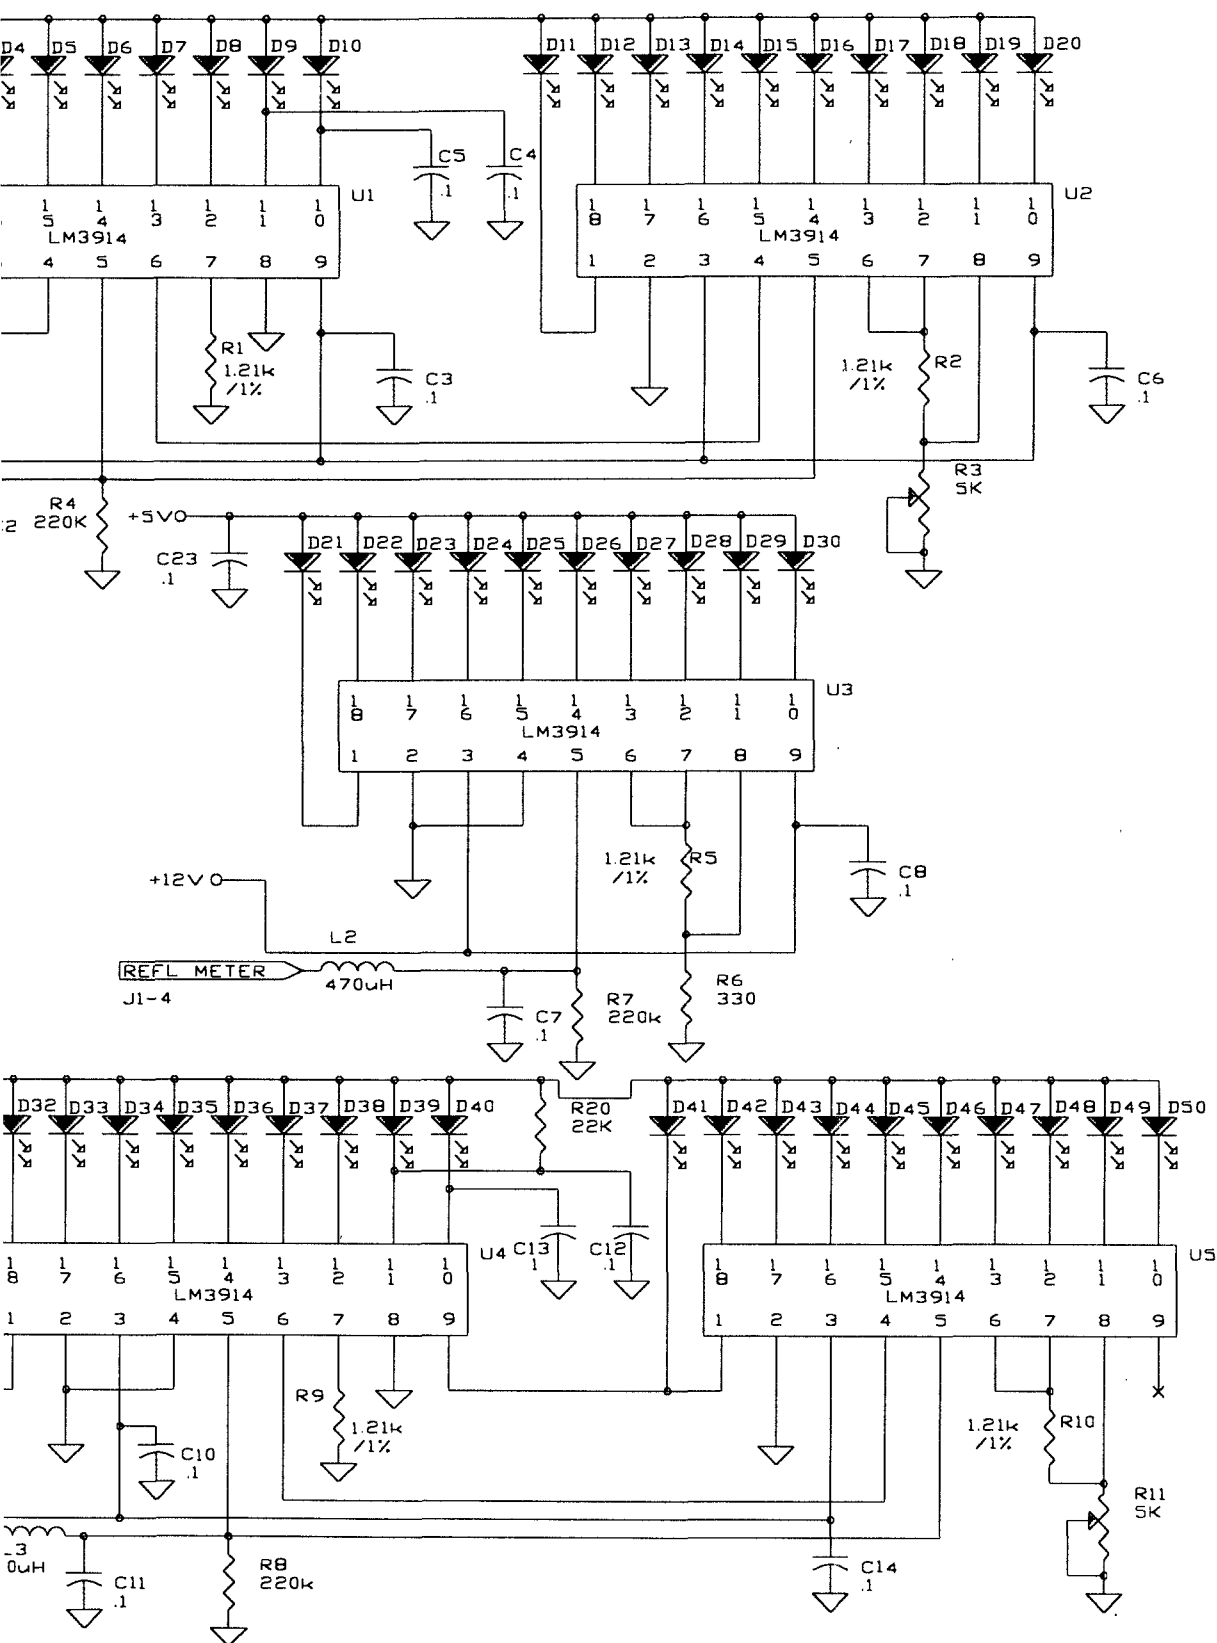 D4 D5 D6 D7 D8 D9 D10 D11 D12 D13 D14 D15 D16 D17 D18 D19 D20
C5 .1 C4 .1
U1
15 14 13 12 11 10
LM3914
4 5 6 7 8 9
U2
18 17 16 15 14 13 12 11 10
LM3914
1 2 3 4 5 6 7 8 9
R1
1.21k
/1%
C3
.1
1.21k
/1%
R2
C6
.1
R3
5K
R4
220K
+5V
C23
.1
D21 D22 D23 D24 D25 D26 D27 D28 D29 D30
U3
18 17 16 15 14 13 12 11 10
LM3914
1 2 3 4 5 6 7 8 9
1.21k
/1%
R5
C8
.1
+12V
L2
REFL METER
470uH
J1-4
C7
.1
R7
220k
R6
330
D32 D33 D34 D35 D36 D37 D38 D39 D40
R20
22K
D41 D42 D43 D44 D45 D46 D47 D48 D49 D50
U4
C13
.1
C12
.1
U5
18 17 16 15 14 13 12 11 10
LM3914
1 2 3 4 5 6 7 8 9
18 17 16 15 14 13 12 11 10
LM3914
1 2 3 4 5 6 7 8 9
R9
1.21k
/1%
C10
.1
1.21k
/1%
R10
R11
5K
R8
220k
C11
.1
C14
.1